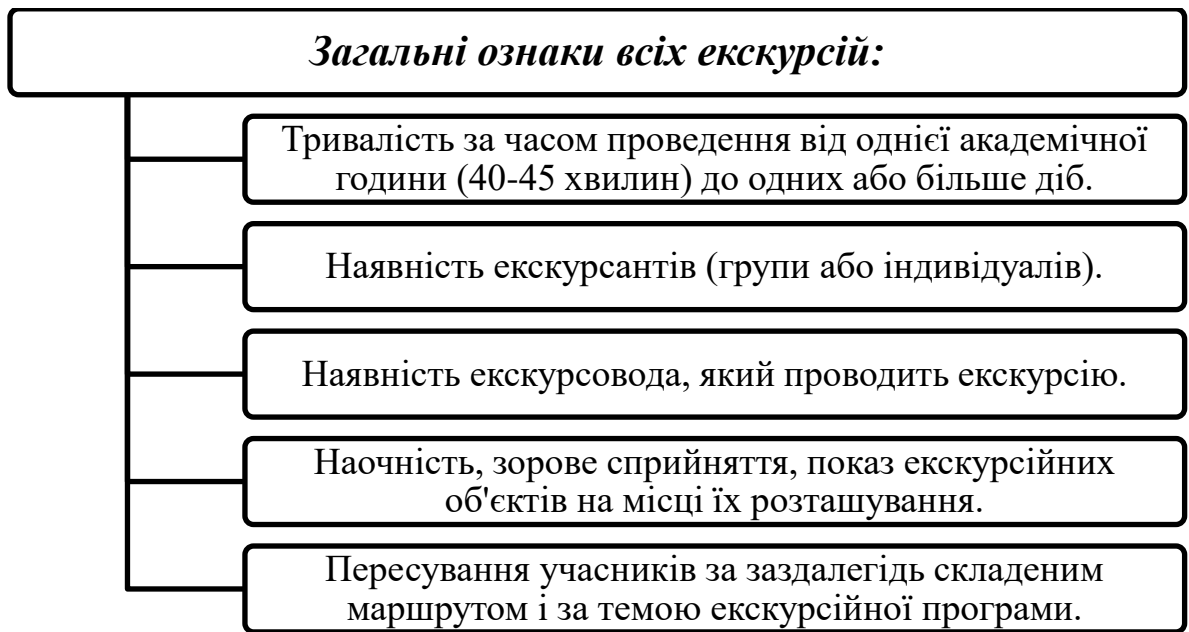 Загальні ознаки всіх екскурсій:
Тривалість за часом проведення від однієї академічної
години (40-45 хвилин) до одних або більше діб.
Наявність екскурсантів (групи або індивідуалів).
Наявність екскурсовода, який проводить екскурсію.
Наочність, зорове сприйняття, показ екскурсійних
об'єктів на місці їх розташування.
Пересування учасників за заздалегідь складеним
маршрутом і за темою екскурсійної програми.